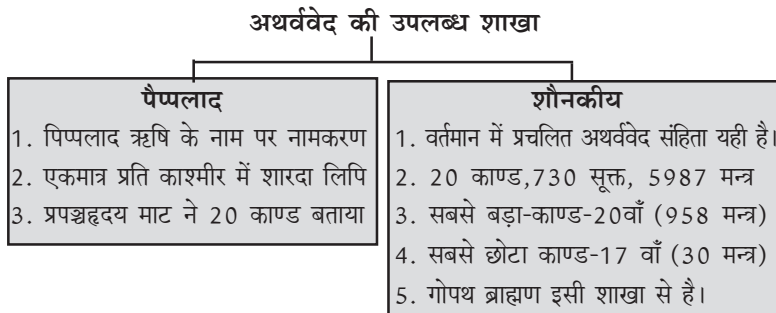 अथर्ववेद की उपलब्ध शाखा
पैप्पलाद
1. पिप्पलाद ऋषि के नाम पर नामकरण
2. एकमात्र प्रति काश्मीर में शारदा लिपि
3. प्रपञ्चहृदय माट ने 20 काण्ड बताया
शौनकीय
1. वर्तमान में प्रचलित अथर्ववेद संहिता यही है।
2. 20 काण्ड,730 सूक्त, 5987 मन्त्र
3. सबसे बड़ा-काण्ड-20वाँ (958 मन्त्र)
4. सबसे छोटा काण्ड-17 वाँ (30 मन्त्र)
5. गोपथ ब्राह्मण इसी शाखा से है।